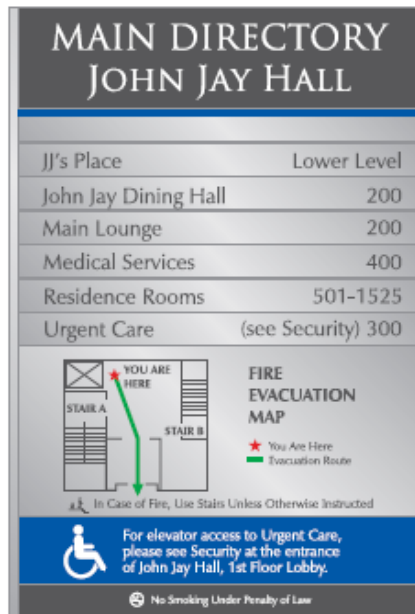 MAIN DIRECTORY
JOHN JAY HALL
JJ's Place Lower Level
John Jay Dining Hall 200
Main Lounge 200
Medical Services 400
Residence Rooms 501-1525
Urgent Care (see Security) 300
YOU ARE
HERE
STAIR A
STAIR B
FIRE
EVACUATION
MAP
You Are Here
Evacuation Route
In Case of Fire, Use Stairs Unless Otherwise Instructed
For elevator access to Urgent Care,
please see Security at the entrance
of John Jay Hall, 1st Floor Lobby.
No Smoking Under Penalty of Law